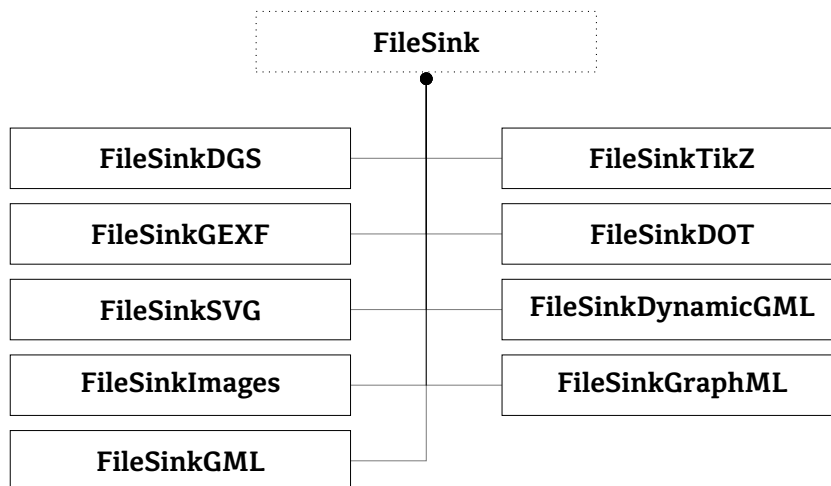 FileSink
FileSinkDGS
FileSinkTikZ
FileSinkGEXF
FileSinkDOT
FileSinkSVG
FileSinkDynamicGML
FileSinkImages
FileSinkGraphML
FileSinkGML